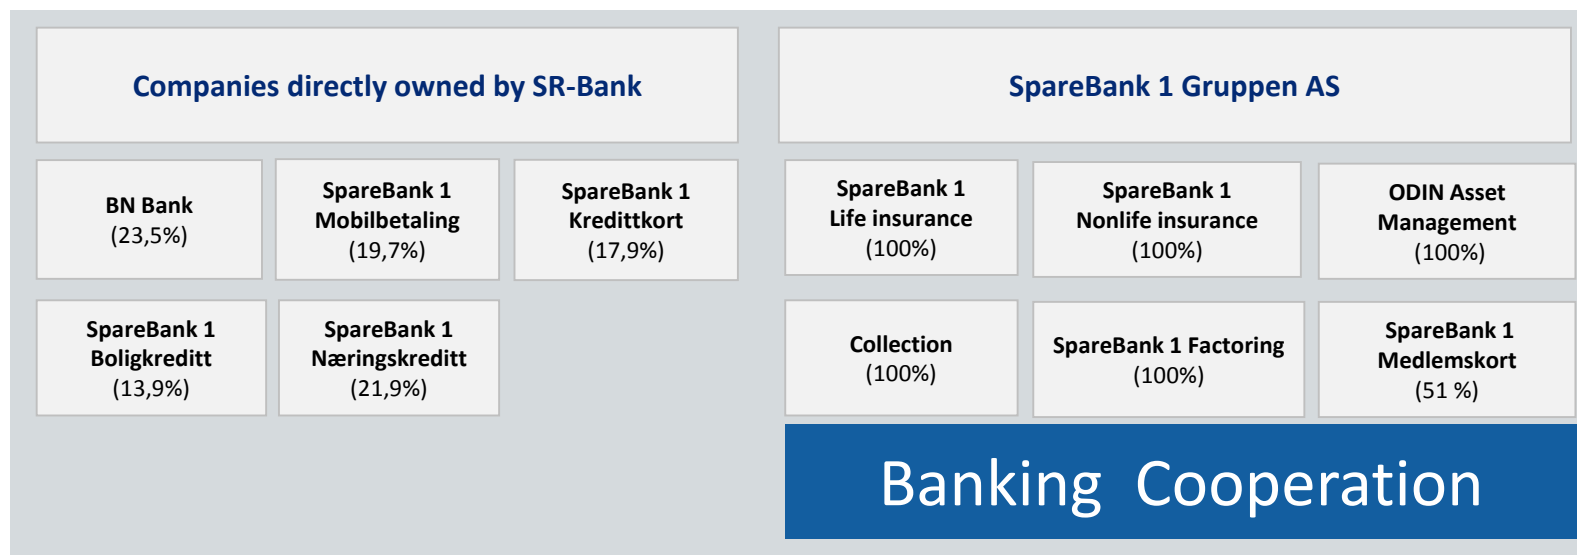 Companies directly owned by SR-Bank
BN Bank
(23,5%)
SpareBank 1
Mobilbetaling
(19,7%)
SpareBank 1
Kredittkort
(17,9%)
SpareBank 1
Boligkreditt
(13,9%)
SpareBank 1
Næringskreditt
(21,9%)
SpareBank 1 Gruppen AS
SpareBank 1
Life insurance
(100%)
SpareBank 1
Nonlife insurance
(100%)
ODIN Asset
Management
(100%)
Collection
(100%)
SpareBank 1 Factoring
(100%)
SpareBank 1
Medlemskort
(51 %)
Banking Cooperation